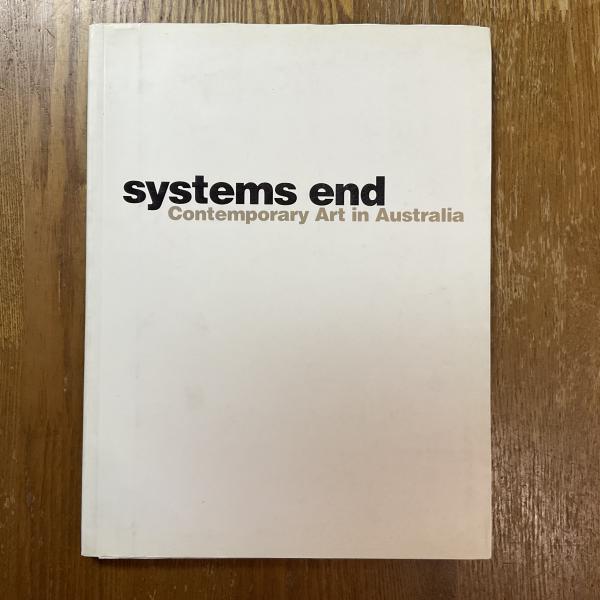 systems end
Contemporary Art in Australia